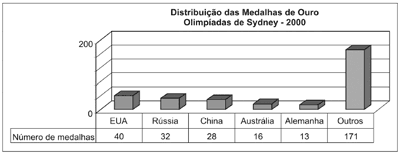 Distribuição das Medalhas de Ouro
Olimpíadas de Sydney - 2000
200
0
EUA Rússia China Austrália Alemanha Outros
Número de medalhas 40 32 28 16 13 171